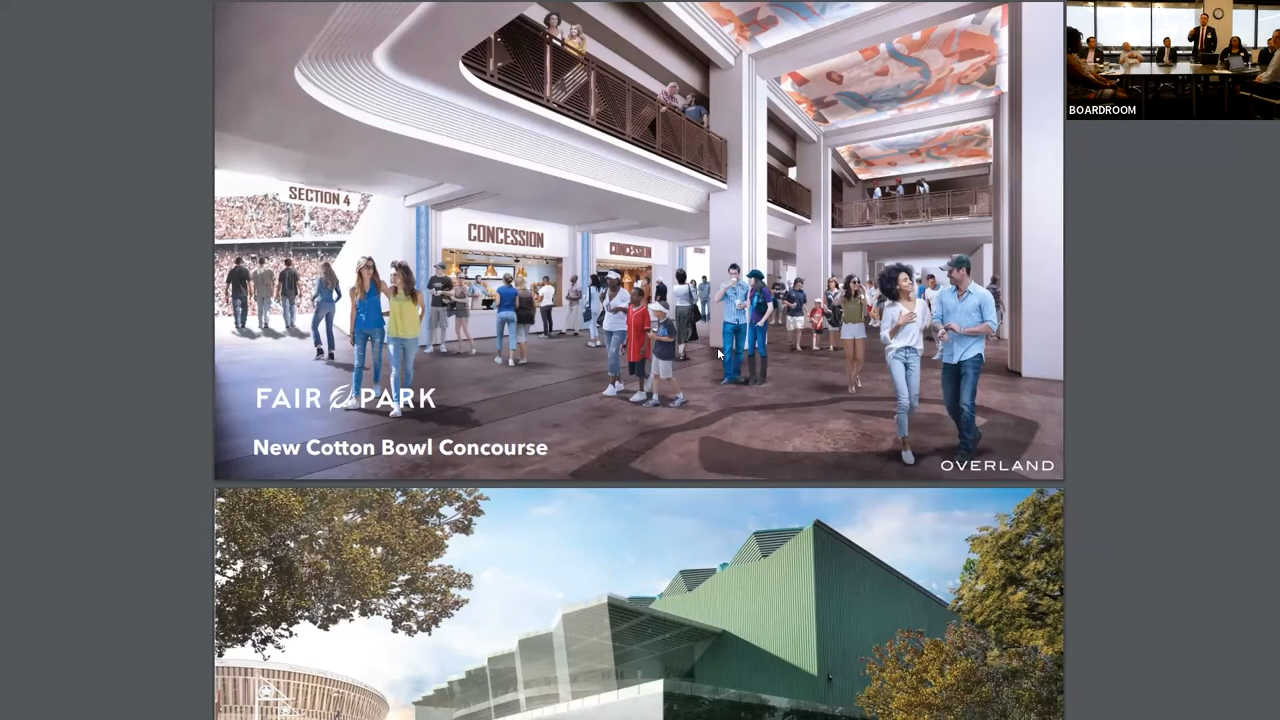 BOARDROOM
SECTION 4
CONCESSION
CONCESSION
FAIR PARK
New Cotton Bowl Concourse
OVERLAND